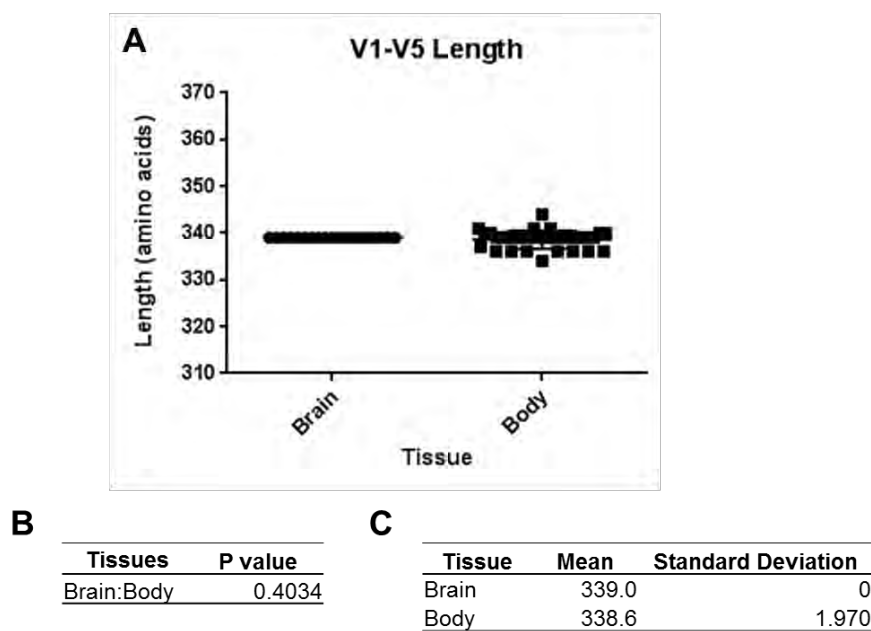 A
V1-V5 Length
Length (amino acids)
370
360
350
340
330
320
310
Brain
Body
Tissue
B
Tissues P value
Brain:Body 0.4034
C
Tissue Mean Standard Deviation
Brain 339.0 0
Body 338.6 1.970